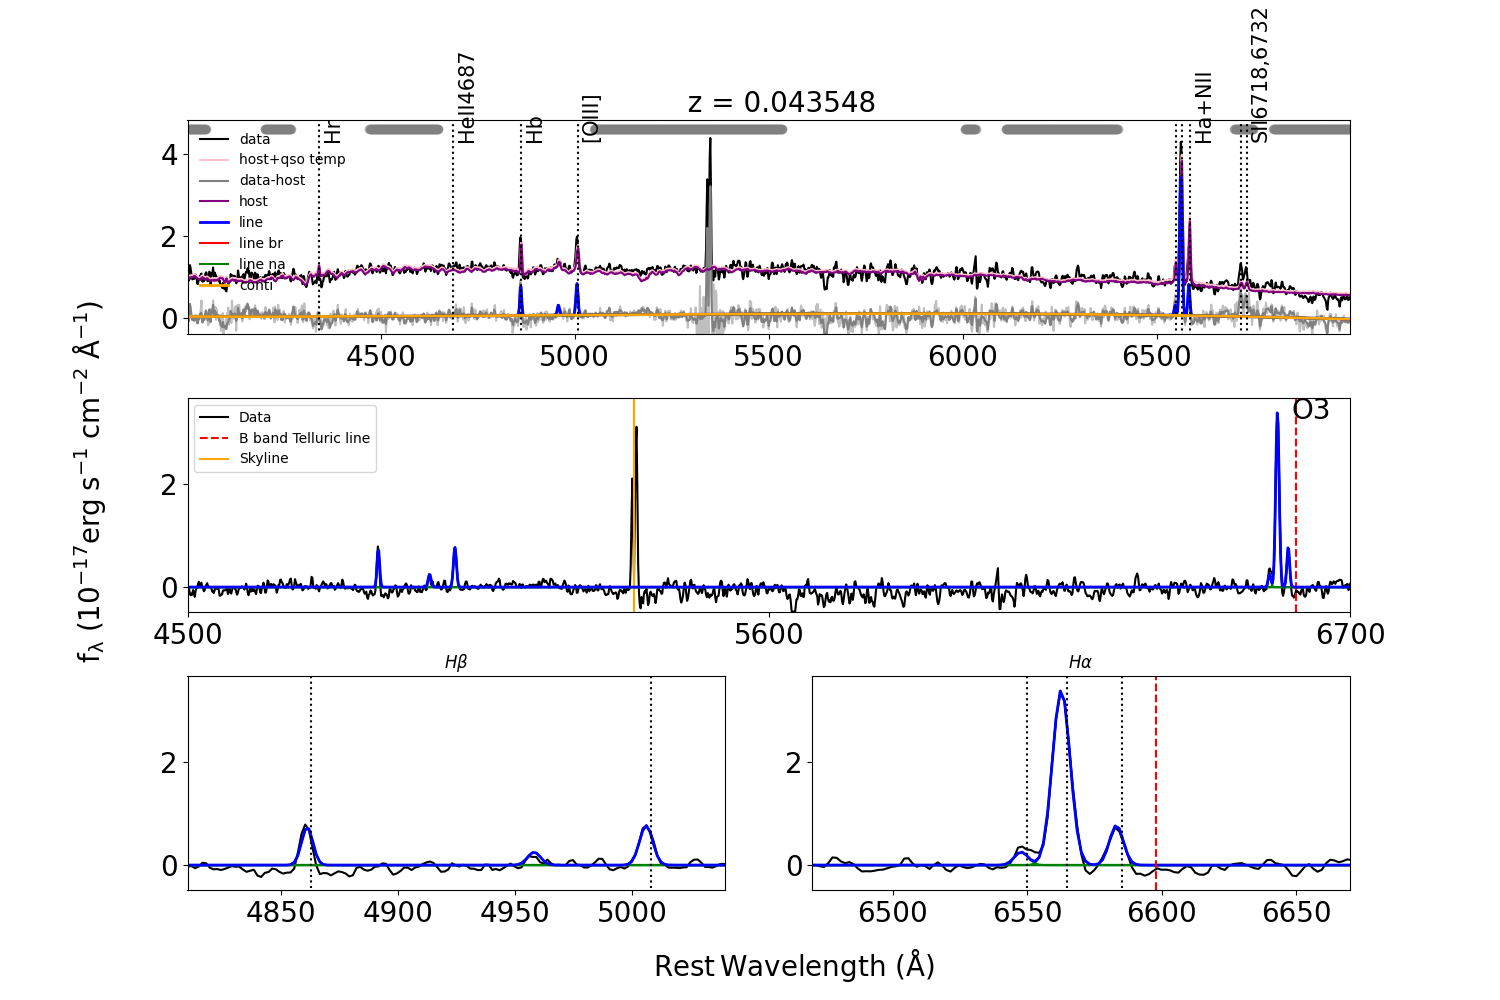 z = 0.043548
Hr
HeII4687
Hb
[OIII]
Ha+NII
SII6718,6732
data
host+qso temp
data-host
host
line
line br
line na
conti
4
2
0
4500
5000
5500
6000
6500
fλ (10⁻¹⁷erg s⁻¹ cm⁻² Å⁻¹)
Data
B band Telluric line
Skyline
O3
2
0
4500
5600
6700
Hβ
2
0
4850
4900
4950
5000
Hα
2
0
6500
6550
6600
6650
Rest Wavelength (Å)